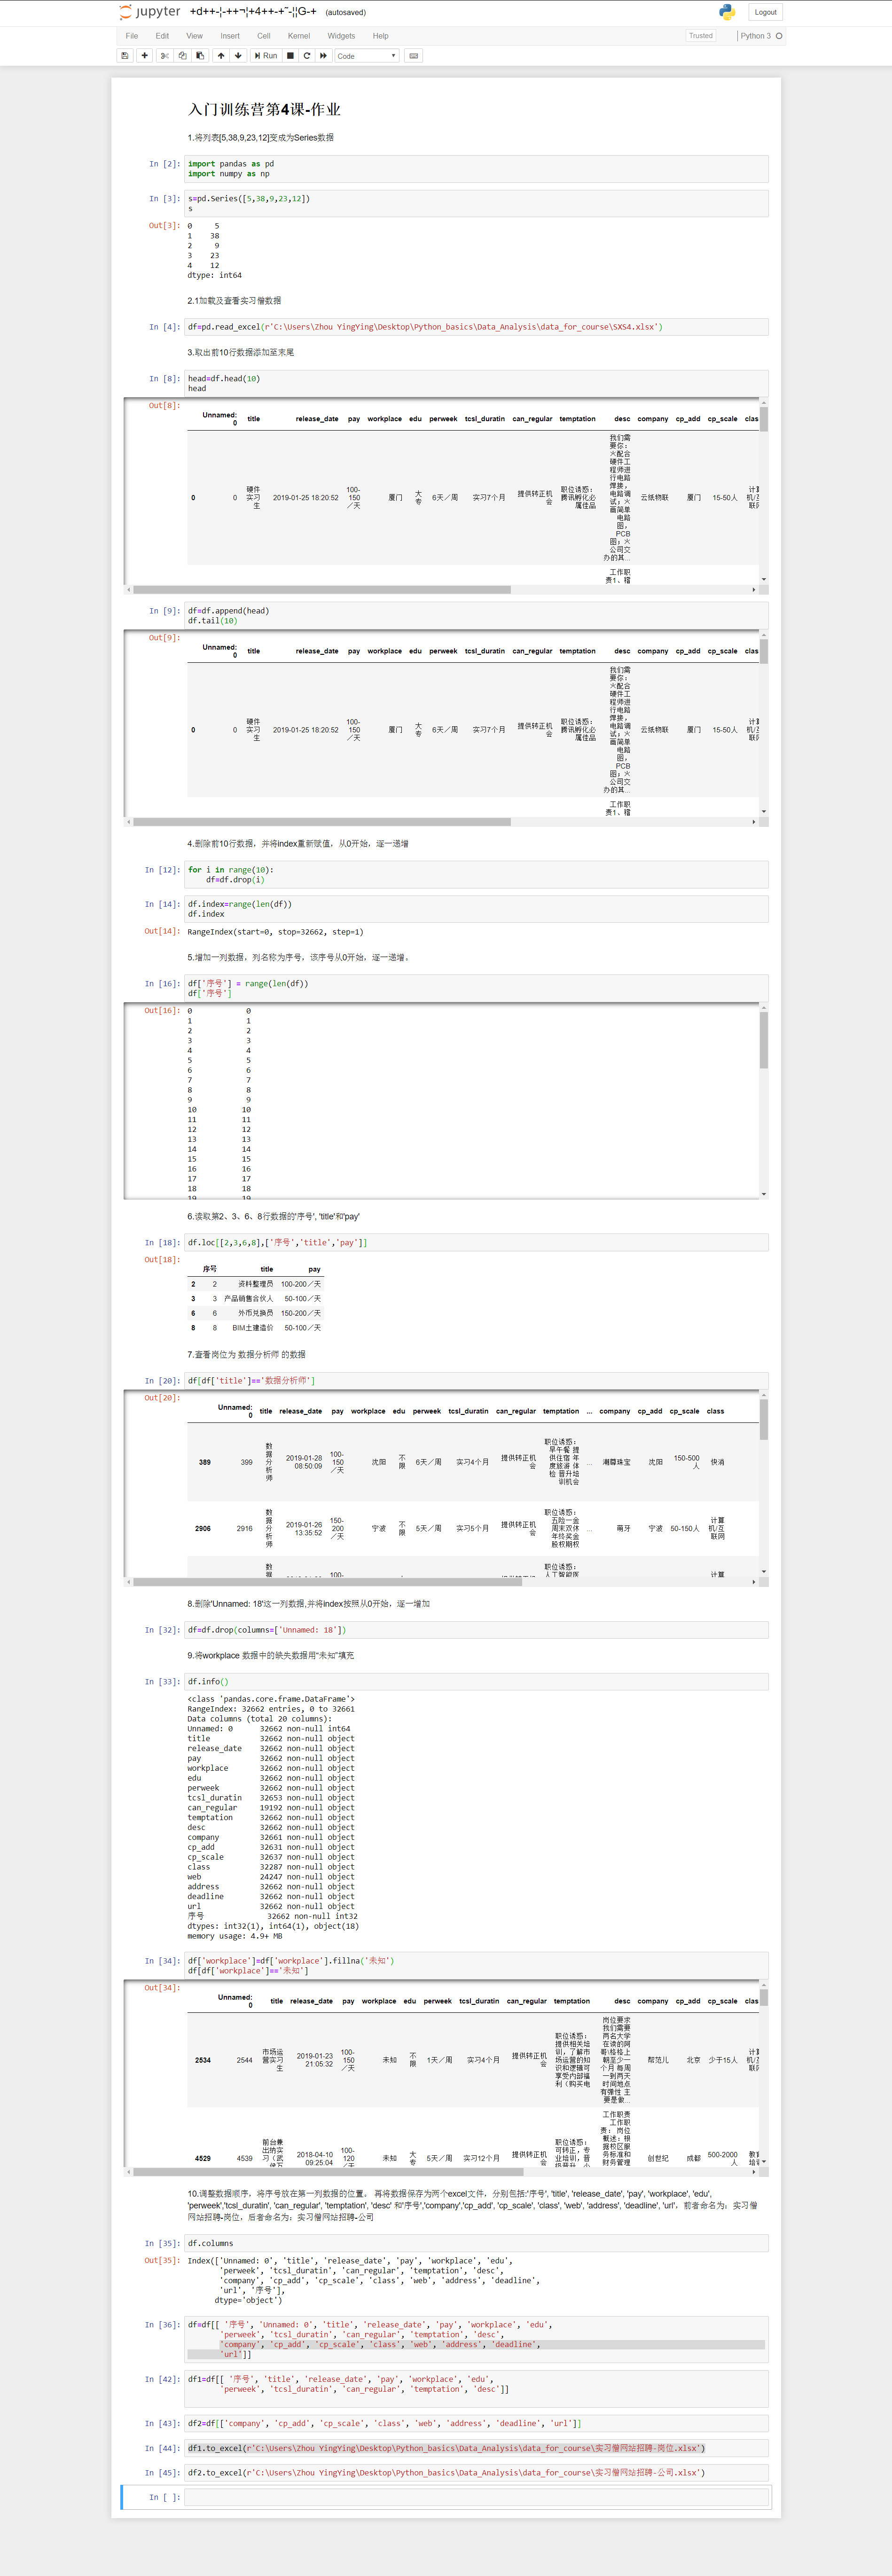 jupyter +d++-¦-++¬¦+4++-+˜-¦¦G-+ (autosaved) Logout
File Edit View Insert Cell Kernel Widgets Help Trusted Python 3
Run Code
入门训练营第4课-作业
1.将列表[5,38,9,23,12]变成为Series数据
In [2]: import pandas as pd
import numpy as np
In [3]: s=pd.Series([5,38,9,23,12])
s
Out[3]: 0 5
1 38
2 9
3 23
4 12
dtype: int64
2.1加载及查看实习僧数据
In [4]: df=pd.read_excel(r'C:\Users\Zhou YingYing\Desktop\Python_basics\Data_Analysis\data_for_course\SXS4.xlsx')
3.取出前10行数据添加至末尾
In [8]: head=df.head(10)
head
Out[8]: Unnamed: 0 title release_date pay workplace edu perweek tcsl_duratin can_regular temptation desc company cp_add cp_scale clas
0 0 硬件实习生 2019-01-25 18:20:52 100-150／天 厦门 大专 6天／周 实习7个月 提供转正机会 职位诱惑：腾讯孵化必属佳品 我们需要你：火配合硬件工程师进行电路焊接，电路调试；火画简单电路图，PCB图；火公司交办的其... 云纸物联 厦门 15-50人 计算机/互联网
工作职责1、稽
In [9]: df=df.append(head)
df.tail(10)
Out[9]: Unnamed: 0 title release_date pay workplace edu perweek tcsl_duratin can_regular temptation desc company cp_add cp_scale clas
0 0 硬件实习生 2019-01-25 18:20:52 100-150／天 厦门 大专 6天／周 实习7个月 提供转正机会 职位诱惑：腾讯孵化必属佳品 我们需要你：火配合硬件工程师进行电路焊接，电路调试；火画简单电路图，PCB图；火公司交办的其... 云纸物联 厦门 15-50人 计算机/互联网
工作职责1、稽
4.删除前10行数据，并将index重新赋值，从0开始，逐一递增
In [12]: for i in range(10):
df=df.drop(i)
In [14]: df.index=range(len(df))
df.index
Out[14]: RangeIndex(start=0, stop=32662, step=1)
5.增加一列数据，列名称为序号，该序号从0开始，逐一递增。
In [16]: df['序号'] = range(len(df))
df['序号']
Out[16]: 0 0
1 1
2 2
3 3
4 4
5 5
6 6
7 7
8 8
9 9
10 10
11 11
12 12
13 13
14 14
15 15
16 16
17 17
18 18
19 19
6.读取第2、3、6、8行数据的'序号', 'title'和'pay'
In [18]: df.loc[[2,3,6,8],['序号','title','pay']]
Out[18]:
序号 title pay
2 2 资料整理员 100-200／天
3 3 产品销售合伙人 50-100／天
6 6 外币兑换员 150-200／天
8 8 BIM土建造价 50-100／天
7.查看岗位为 数据分析师 的数据
In [20]: df[df['title']=='数据分析师']
Out[20]: Unnamed: 0 title release_date pay workplace edu perweek tcsl_duratin can_regular temptation ... company cp_add cp_scale class
389 399 数据分析师 2019-01-28 08:50:09 100-150／天 沈阳 不限 6天／周 实习4个月 提供转正机会 职位诱惑：早午餐 提供住宿 年度旅游 体检 晋升培训机会 ... 潮尊珠宝 沈阳 150-500人 快消
2906 2916 数据分析师 2019-01-26 13:35:52 150-200／天 宁波 不限 5天／周 实习5个月 提供转正机会 职位诱惑：五险一金 周末双休 年终奖金 股权期权 ... 萌牙 宁波 50-150人 计算机/互联网
数据 100- 职位诱惑：人工智能医 计算
8.删除'Unnamed: 18'这一列数据,并将index按照从0开始，逐一增加
In [32]: df=df.drop(columns=['Unnamed: 18'])
9.将workplace 数据中的缺失数据用“未知”填充
In [33]: df.info()
<class 'pandas.core.frame.DataFrame'>
RangeIndex: 32662 entries, 0 to 32661
Data columns (total 20 columns):
Unnamed: 0 32662 non-null int64
title 32662 non-null object
release_date 32662 non-null object
pay 32662 non-null object
workplace 32662 non-null object
edu 32662 non-null object
perweek 32662 non-null object
tcsl_duratin 32653 non-null object
can_regular 19192 non-null object
temptation 32662 non-null object
desc 32662 non-null object
company 32661 non-null object
cp_add 32631 non-null object
cp_scale 32637 non-null object
class 32287 non-null object
web 24247 non-null object
address 32662 non-null object
deadline 32662 non-null object
url 32662 non-null object
序号 32662 non-null int32
dtypes: int32(1), int64(1), object(18)
memory usage: 4.9+ MB
In [34]: df['workplace']=df['workplace'].fillna('未知')
df[df['workplace']=='未知']
Out[34]: Unnamed: 0 title release_date pay workplace edu perweek tcsl_duratin can_regular temptation desc company cp_add cp_scale clas
2534 2544 市场运营实习生 2019-01-23 21:05:32 100-150／天 未知 不限 1天／周 实习4个月 提供转正机会 职位诱惑：提供相关培训，了解市场运营的知识和逻辑可享受内部福利（购买电 岗位要求 我们需要两名大学在读的阿哥\格格上朝至少一个月 每周一到两天 时间地点有弹性 主要是做... 帮范儿 北京 少于15人 计算机/互联网
4529 4539 前台兼出纳实习（武侯万 2018-04-10 09:25:04 100-120／天 未知 大专 5天／周 实习12个月 提供转正机会 职位诱惑：可转正，专业培训，晋级晋升，少 工作职责 工作职责： 岗位概述：根据校区服务标准和财务管理 创世纪 成都 500-2000人 教育培训
10.调整数据顺序，将序号放在第一列数据的位置。 再将数据保存为两个excel文件，分别包括:'序号', 'title', 'release_date', 'pay', 'workplace', 'edu',
'perweek','tcsl_duratin', 'can_regular', 'temptation', 'desc' 和'序号','company','cp_add', 'cp_scale', 'class', 'web', 'address', 'deadline', 'url'，前者命名为：实习僧
网站招聘-岗位，后者命名为：实习僧网站招聘-公司
In [35]: df.columns
Out[35]: Index(['Unnamed: 0', 'title', 'release_date', 'pay', 'workplace', 'edu',
'perweek', 'tcsl_duratin', 'can_regular', 'temptation', 'desc',
'company', 'cp_add', 'cp_scale', 'class', 'web', 'address', 'deadline',
'url', '序号'],
dtype='object')
In [36]: df=df[[ '序号', 'Unnamed: 0', 'title', 'release_date', 'pay', 'workplace', 'edu',
'perweek', 'tcsl_duratin', 'can_regular', 'temptation', 'desc',
'company', 'cp_add', 'cp_scale', 'class', 'web', 'address', 'deadline',
'url']]
In [42]: df1=df[[ '序号', 'title', 'release_date', 'pay', 'workplace', 'edu',
'perweek', 'tcsl_duratin', 'can_regular', 'temptation', 'desc']]
In [43]: df2=df[['company', 'cp_add', 'cp_scale', 'class', 'web', 'address', 'deadline', 'url']]
In [44]: df1.to_excel(r'C:\Users\Zhou YingYing\Desktop\Python_basics\Data_Analysis\data_for_course\实习僧网站招聘-岗位.xlsx')
In [45]: df2.to_excel(r'C:\Users\Zhou YingYing\Desktop\Python_basics\Data_Analysis\data_for_course\实习僧网站招聘-公司.xlsx')
In [ ]: